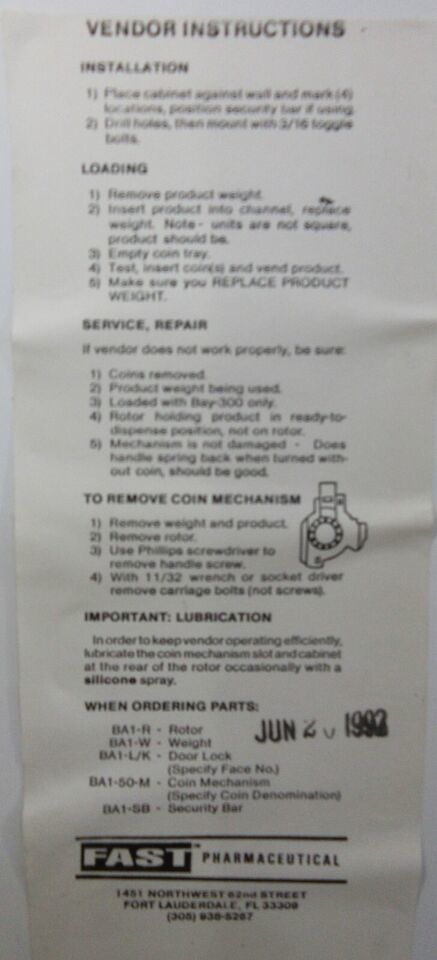 VENDOR INSTRUCTIONS
INSTALLATION
1) Place cabinet against wall and mark (4)
locations, position security bar if using.
2) Drill holes, then mount with 3/16 toggle
bolts.
LOADING
1) Remove product weight.
2) Insert product into channel, replace
weight. Note - units are not square,
product should be.
3) Empty coin tray.
4) Test, insert coin(s) and vend product.
5) Make sure you REPLACE PRODUCT
WEIGHT.
SERVICE, REPAIR
If vendor does not work properly, be sure:
1) Coins removed.
2) Product weight being used.
3) Loaded with Bay-300 only.
4) Rotor holding product in ready-to-
dispense position, not on rotor.
5) Mechanism is not damaged - Does
handle spring back when turned with-
out coin, should be good.
TO REMOVE COIN MECHANISM
1) Remove weight and product.
2) Remove rotor.
3) Use Phillips screwdriver to
remove handle screw.
4) With 11/32 wrench or socket driver
remove carriage bolts (not screws).
IMPORTANT: LUBRICATION
In order to keep vendor operating efficiently,
lubricate the coin mechanism slot and cabinet
at the rear of the rotor occasionally with a
silicone spray.
WHEN ORDERING PARTS:
BA1-R - Rotor
BA1-W - Weight
BA1-L/K - Door Lock
(Specify Face No.)
BA1-50-M - Coin Mechanism
(Specify Coin Denomination)
BA1-SB - Security Bar
JUN 1992
FAST™ PHARMACEUTICAL
1451 NORTHWEST 62nd STREET
FORT LAUDERDALE, FL 33309
(305) 938-5267